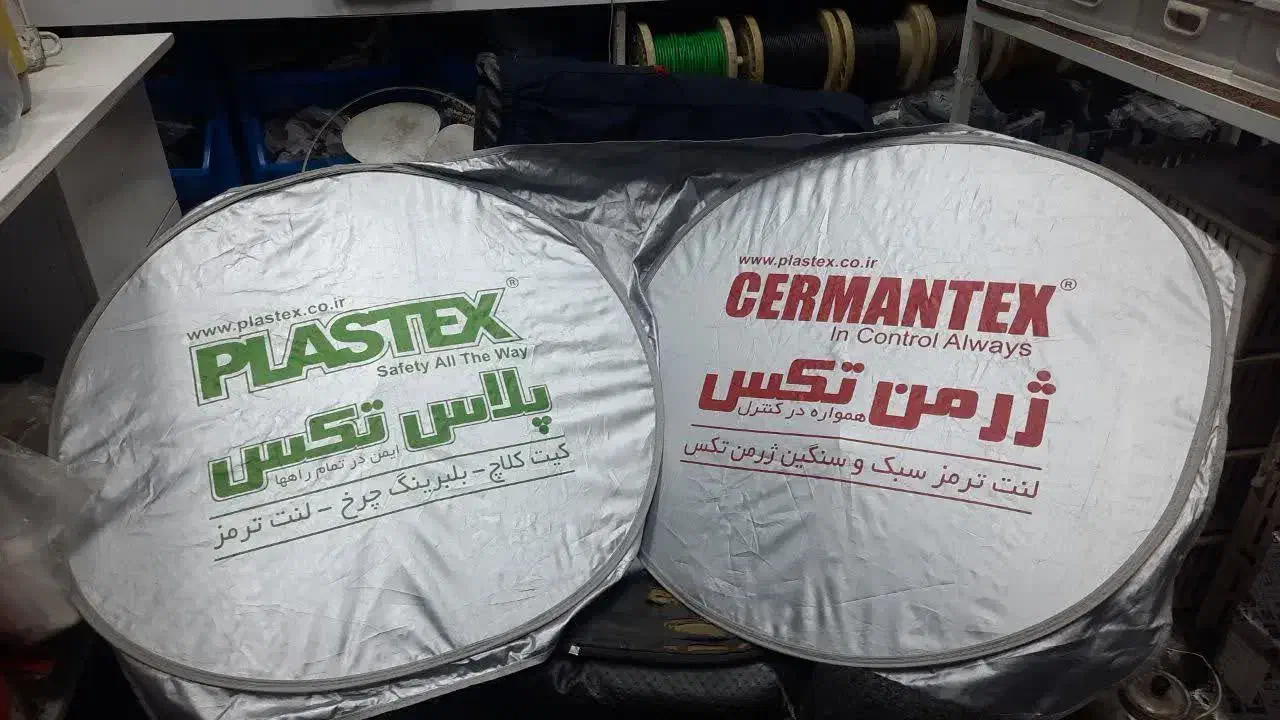 www.plastex.co.ir
PLASTEX®
Safety All The Way
پلاس تکس
ایمن در تمام راهها
کیت کلاچ - بلبرینگ چرخ - لنت ترمز
www.plastex.co.ir
CERMANTEX®
In Control Always
ژرمن تکس
همواره در کنترل
لنت ترمز سبک و سنگین ژرمن تکس